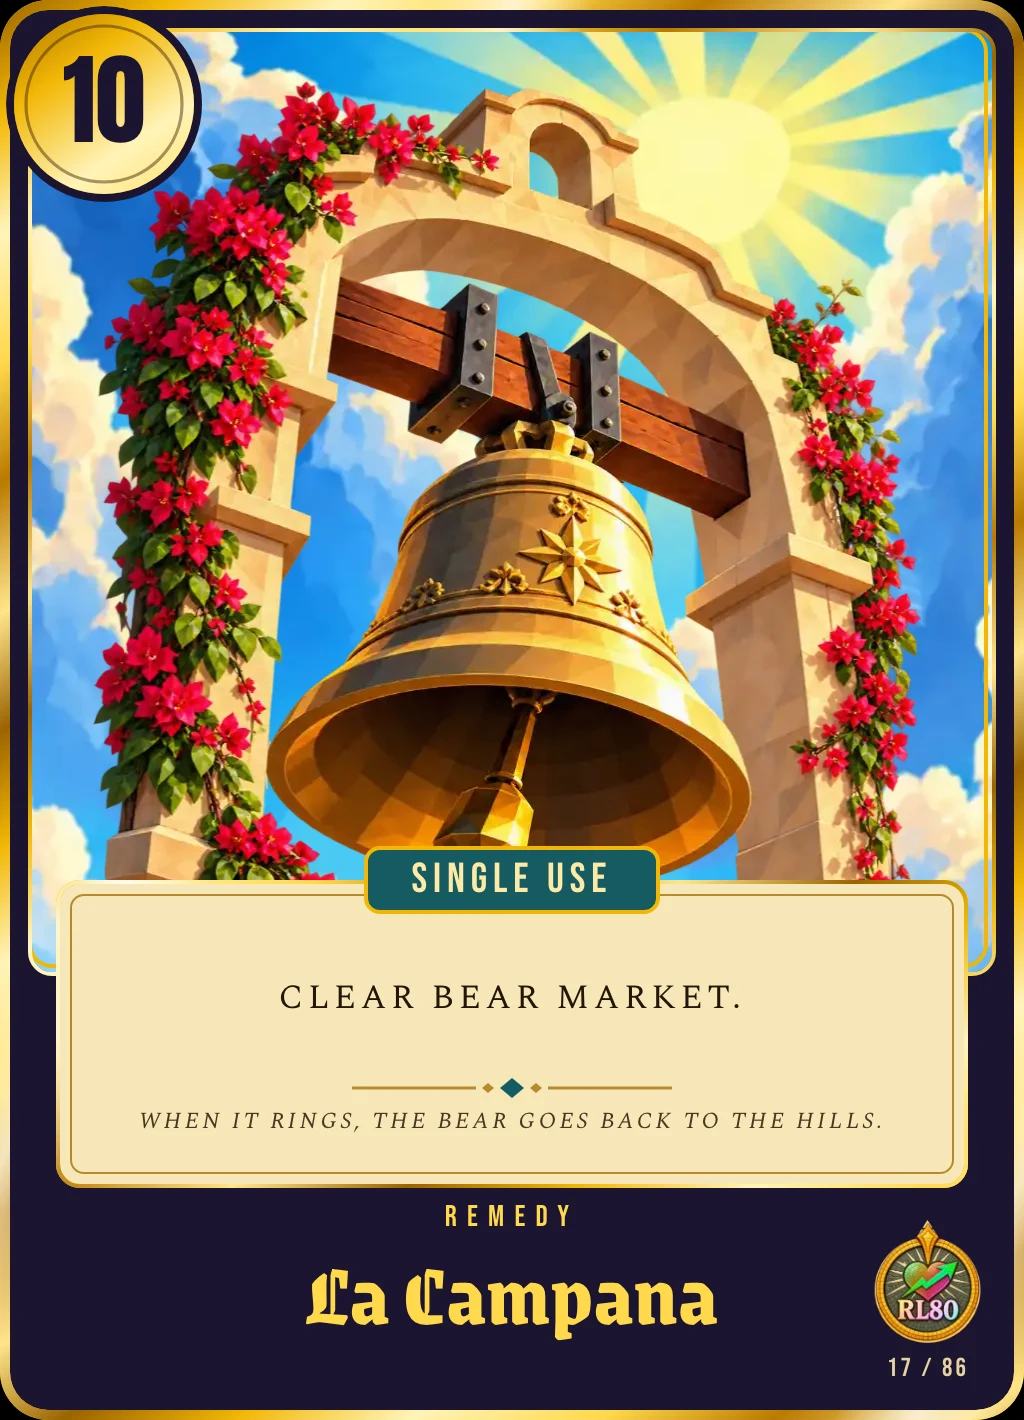 10
SINGLE USE
CLEAR BEAR MARKET.
WHEN IT RINGS, THE BEAR GOES BACK TO THE HILLS.
REMEDY
La Campana
RL80
17 / 86